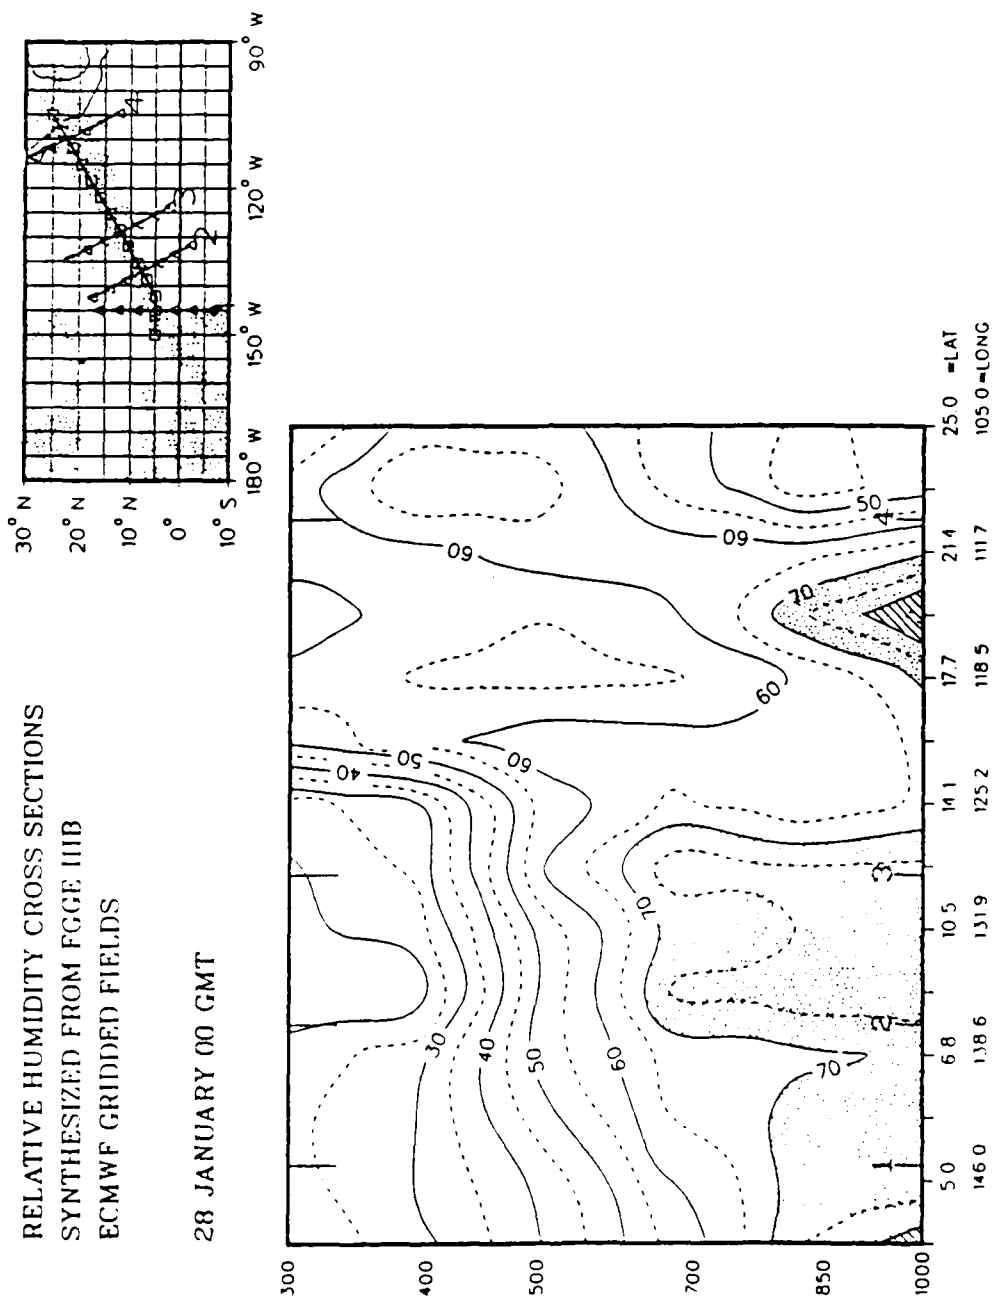 RELATIVE HUMIDITY CROSS SECTIONS
SYNTHESIZED FROM FGGE IIIB
ECMWF GRIDDED FIELDS
28 JANUARY 00 GMT
30° N
20° N
10° N
0°
10° S
180° W
150° W
120° W
90° W
2
3
4
300
400
500
700
850
1000
40
50
60
60
30
40
50
60
70
70
60
60
70
50
1
2
3
4
5.0 6.8 10.5 14.1 17.7 21.4 25.0 =LAT
146.0 138.6 131.9 125.2 118.5 111.7 105.0=LONG